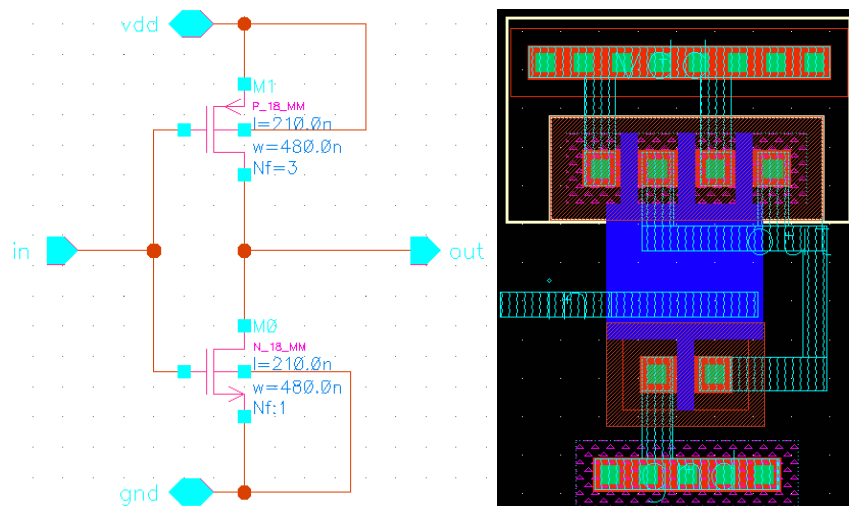 vdd
M1
P_18_MM
l=210.0n
w=480.0n
Nf=3
in
out
M0
N_18_MM
l=210.0n
w=480.0n
Nf:1
gnd